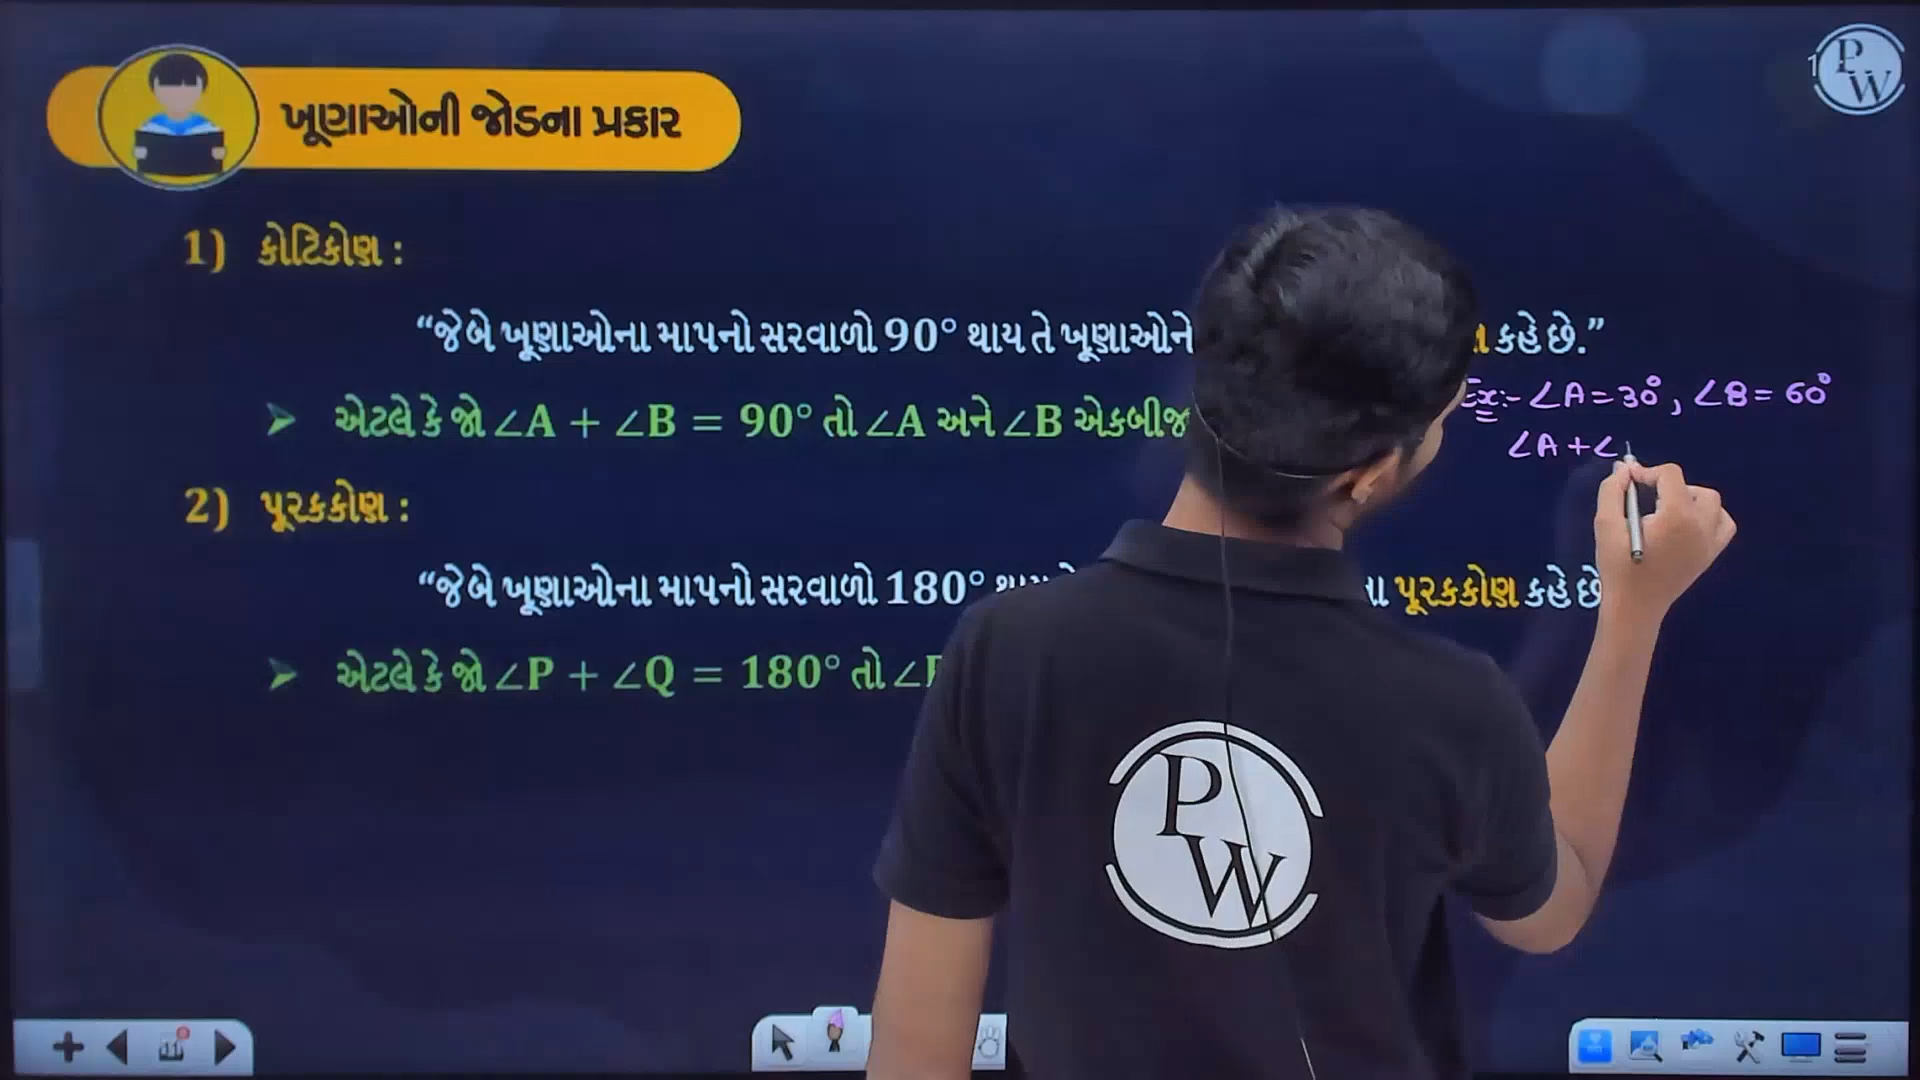 P
W
ખૂણાઓની જોડના પ્રકાર
1) કોટિકોણ :
“જે બે ખૂણાઓના માપનો સરવાળો 90° થાય તે ખૂણાઓને કહે છે.”
Ex:- ∠A = 30°, ∠B = 60°
➤ એટલે કે જો ∠A + ∠B = 90° તો ∠A અને ∠B એકબીજ
∠A + ∠
2) પૂરકકોણ :
“જે બે ખૂણાઓના માપનો સરવાળો 180° પૂરકકોણ કહે છે
➤ એટલે કે જો ∠P + ∠Q = 180° તો ∠P
P
W